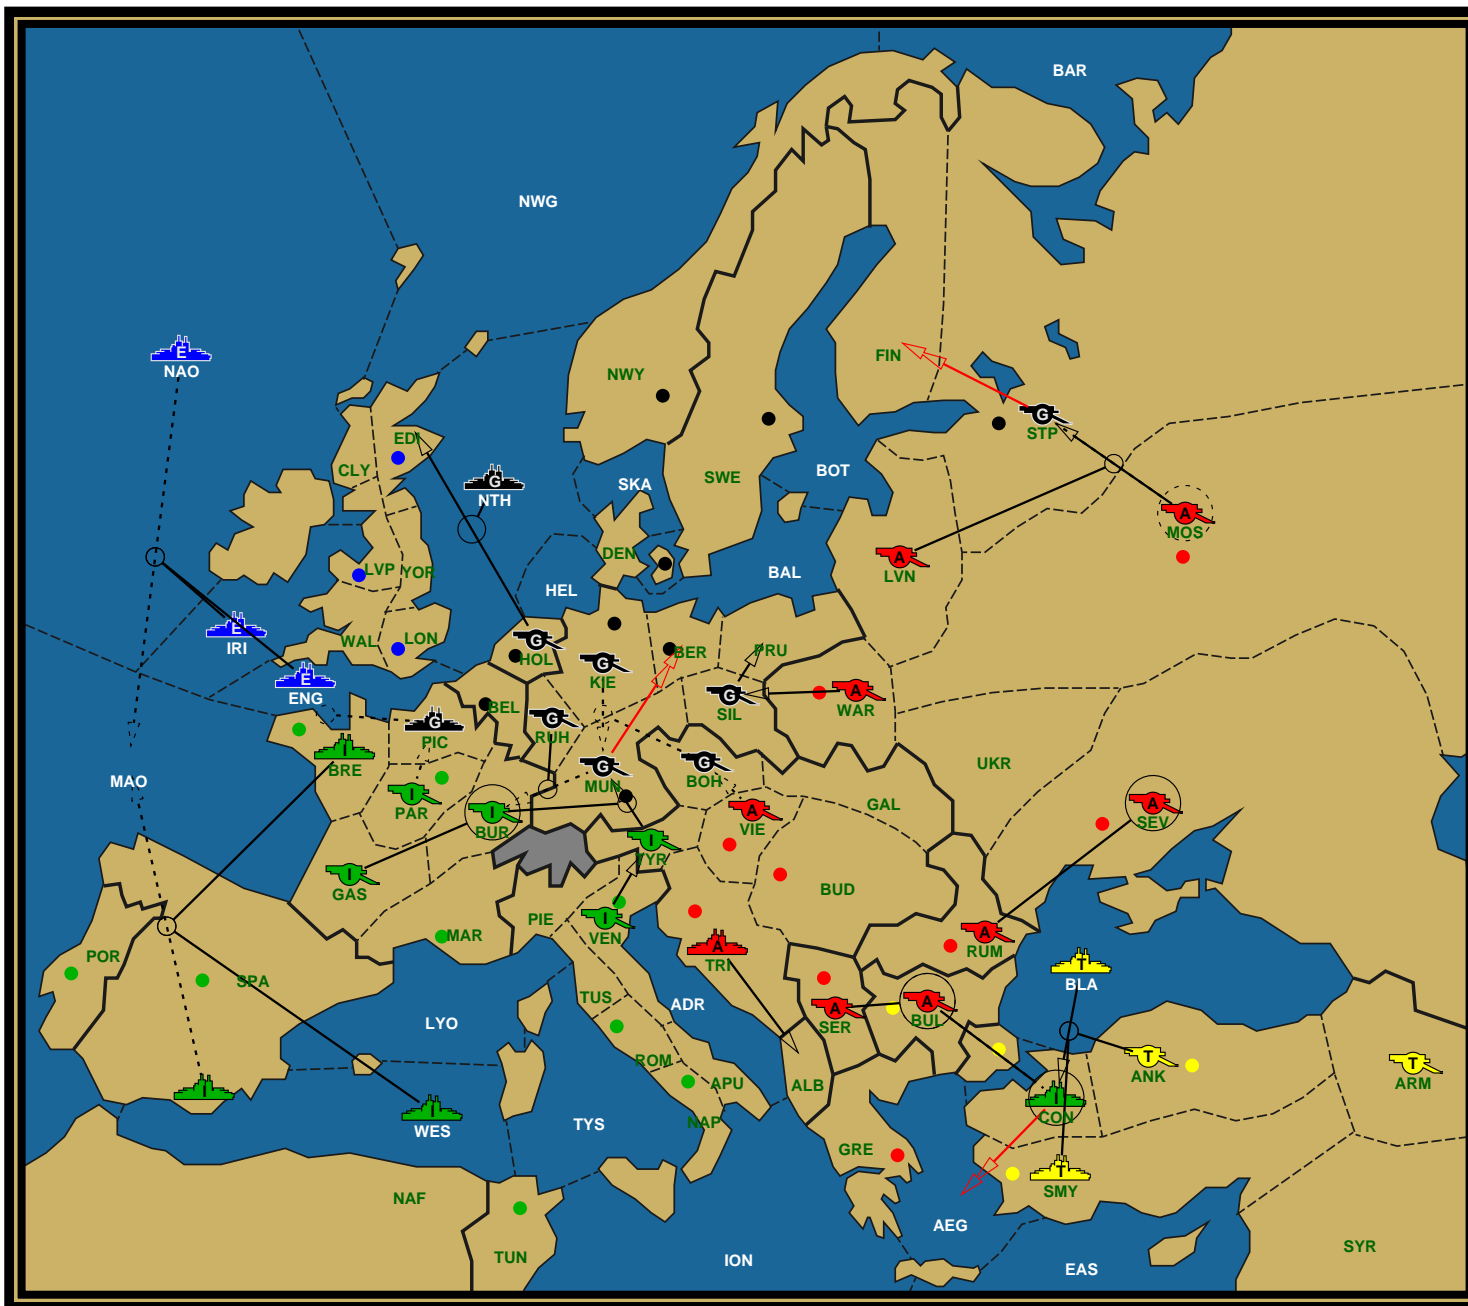 BAR
NWG
E
NAO
FIN
NWY
G
STP
ED
CLY
G
NTH
SKA
SWE
BOT
A
MOS
DEN
A
LVN
LVP YOR
BAL
HEL
E
IRI
WAL LON
G
HOL
G
KIE
BER
PRU
E
ENG
G
SIL
A
WAR
BEL
G
PIC
G
RUH
I
BRE
MAO
G
MUN
G
BOH
UKR
I
PAR
I
BUR
A
VIE
GAL
A
SEV
I
TYR
I
GAS
BUD
PIE
I
VEN
MAR
A
RUM
A
TRI
POR
SPA
T
BLA
TUS
ADR
A
SER
A
BUL
LYO
ROM
APU
ALB
T
ANK
T
ARM
I
I
WES
NAP
TYS
I
CON
GRE
T
SMY
NAF
AEG
TUN
ION
EAS
SYR